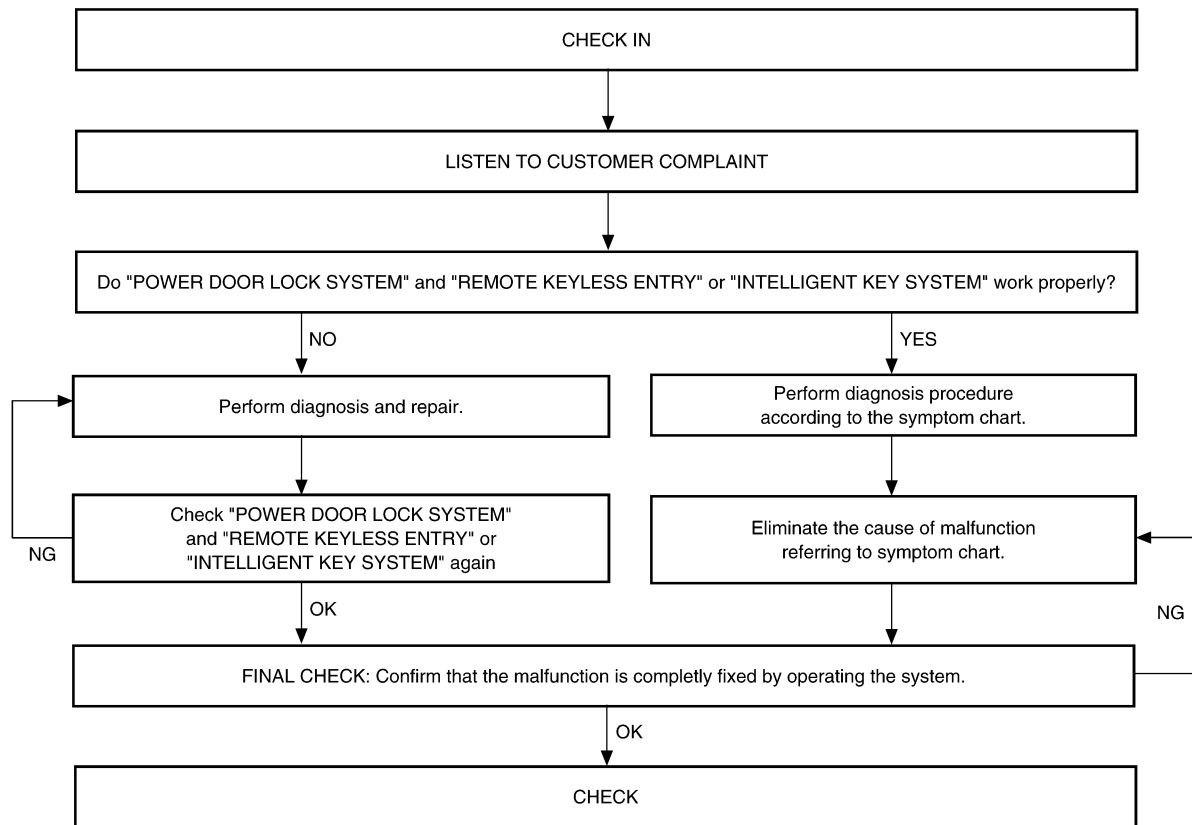 CHECK IN
LISTEN TO CUSTOMER COMPLAINT
Do "POWER DOOR LOCK SYSTEM" and "REMOTE KEYLESS ENTRY" or "INTELLIGENT KEY SYSTEM" work properly?
NO
YES
Perform diagnosis and repair.
Perform diagnosis procedure
according to the symptom chart.
Check "POWER DOOR LOCK SYSTEM"
and "REMOTE KEYLESS ENTRY" or
"INTELLIGENT KEY SYSTEM" again
NG
Eliminate the cause of malfunction
referring to symptom chart.
OK
NG
FINAL CHECK: Confirm that the malfunction is completly fixed by operating the system.
OK
CHECK